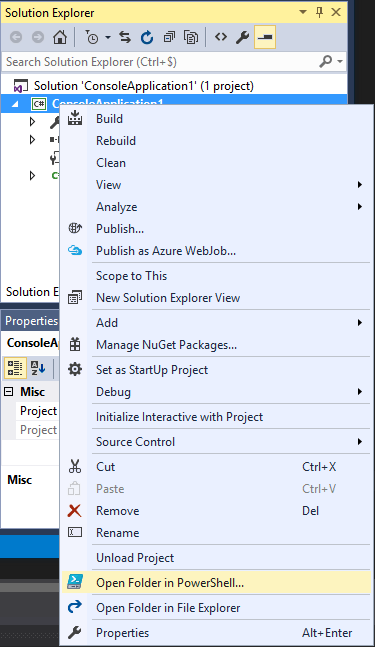 Solution Explorer
Search Solution Explorer (Ctrl+$)
Solution 'ConsoleApplication1' (1 project)
C# ConsoleApplication1
Build
Rebuild
Clean
View
Analyze
Publish...
Publish as Azure WebJob...
Scope to This
New Solution Explorer View
Solution E
Add
Properties
Manage NuGet Packages...
ConsoleAp
Set as StartUp Project
Debug
Misc
Project
Initialize Interactive with Project
Project
Source Control
Cut Ctrl+X
Misc
Paste Ctrl+V
Remove Del
Rename
Unload Project
Open Folder in PowerShell...
Open Folder in File Explorer
Properties Alt+Enter